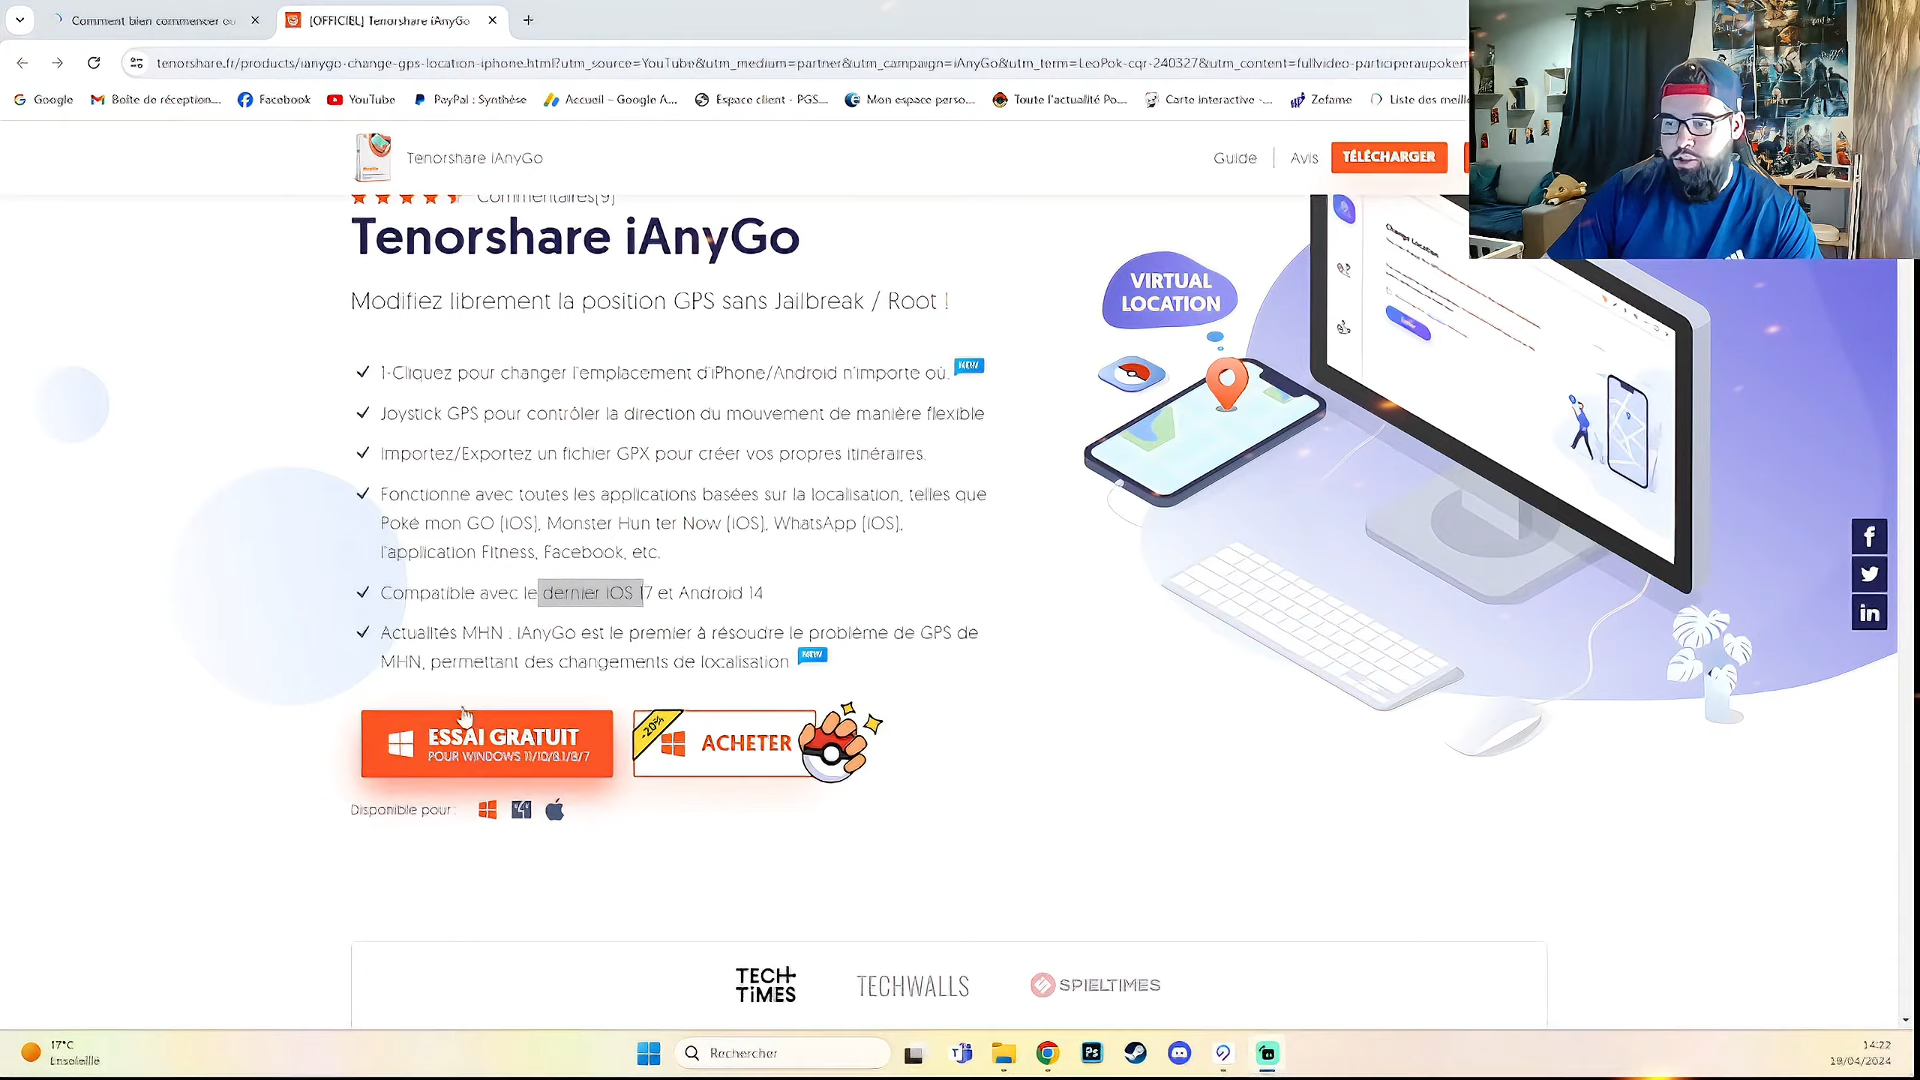 Comment bien commencer ou
[OFFICIEL] Tenorshare iAnyGo
tenorshare.fr/products/ianygo-change-gps-location-iphone.html?utm_source=YouTube&utm_medium=partner&utm_campaign=iAnyGo&utm_term=LeoPok-cqr-240327&utm_content=fullvideo-participeraupokem
Google
Boîte de réception...
Facebook
YouTube
PayPal : Synthèse
Accueil – Google A...
Espace client - PGS...
Mon espace perso...
Toute l'actualité Po...
Carte interactive -...
Zefame
Liste des meill
Tenorshare iAnyGo
Guide
Avis
TÉLÉCHARGER
Commentaires(9)
Tenorshare iAnyGo
Modifiez librement la position GPS sans Jailbreak / Root !
1-Cliquez pour changer l'emplacement d'iPhone/Android n'importe où. NEW
Joystick GPS pour contrôler la direction du mouvement de manière flexible
Importez/Exportez un fichier GPX pour créer vos propres itinéraires.
Fonctionne avec toutes les applications basées sur la localisation, telles que
Poké mon GO (iOS), Monster Hun ter Now (iOS), WhatsApp (iOS),
l'application Fitness, Facebook, etc.
Compatible avec le dernier iOS 17 et Android 14
Actualités MHN : iAnyGo est le premier à résoudre le problème de GPS de
MHN, permettant des changements de localisation NEW
ESSAI GRATUIT
POUR WINDOWS 11/10/8.1/8/7
-20%
ACHETER
Disponible pour :
VIRTUAL
LOCATION
Change Location
TECH
TIMES
TECHWALLS
SPIELTIMES
17°C
Ensoleillé
Rechercher
14:22
19/04/2024